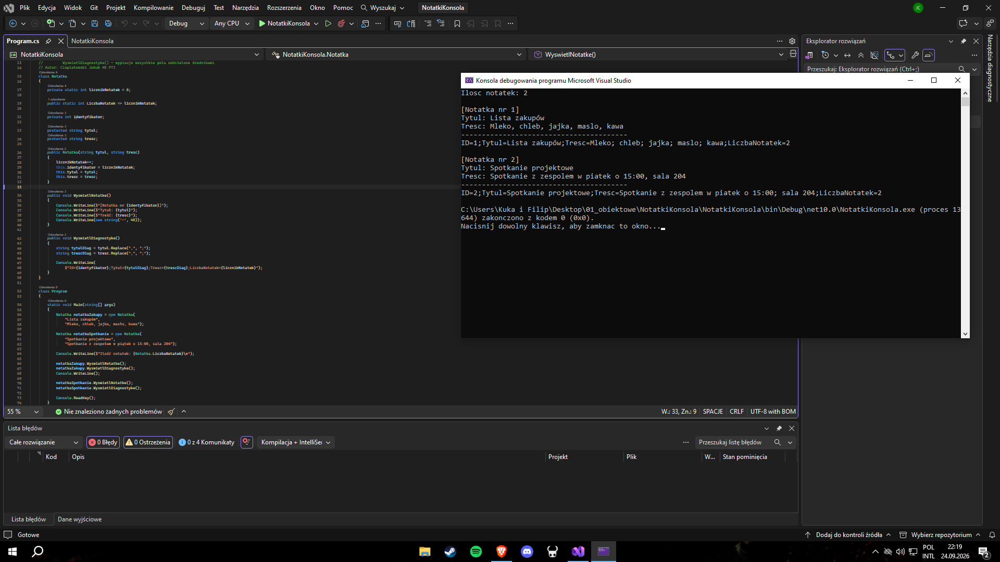 Plik Edycja Widok Git Projekt Kompilowanie Debuguj Test Narzędzia Rozszerzenia Okno Pomoc Wyszukaj NotatkiKonsola JC
Debug Any CPU NotatkiKonsola
Program.cs NotatkiKonsola
NotatkiKonsola NotatkiKonsola.Notatka WyswietlNotatke()
13 // WyswietlDiagnostyke() - wypisuje wszystkie pola oddzielone średnikami
14 // Autor: Ciepiałowski Jakub 4E PTI
Odwołania: 6
15 class Notatka
16 {
Odwołania: 4
17 private static int licznikNotatek = 0;
18
1 odwołanie
19 public static int LiczbaNotatek => licznikNotatek;
20
Odwołania: 3
21 private int identyfikator;
22
Odwołania: 3
23 protected string tytul;
Odwołania: 3
24 protected string tresc;
25
Odwołania: 2
26 public Notatka(string tytul, string tresc)
27 {
28 licznikNotatek++;
29 this.identyfikator = licznikNotatek;
30 this.tytul = tytul;
31 this.tresc = tresc;
32 }
33
Odwołania: 2
34 public void WyswietlNotatke()
35 {
36 Console.WriteLine($"[Notatka nr {identyfikator}]");
37 Console.WriteLine($"Tytuł: {tytul}");
38 Console.WriteLine($"Treść: {tresc}");
39 Console.WriteLine(new string('-', 40));
40 }
41
Odwołania: 2
42 public void WyswietlDiagnostyke()
43 {
44 string tytulDiag = tytul.Replace(",", ";");
45 string trescDiag = tresc.Replace(",", ";");
46
47 Console.WriteLine(
48 $"ID={identyfikator};Tytul={tytulDiag};Tresc={trescDiag};LiczbaNotatek={licznikNotatek}");
49 }
50 }
51
Odwołania: 0
52 class Program
53 {
Odwołania: 0
54 static void Main(string[] args)
55 {
56 Notatka notatkaZakupy = new Notatka(
57 "Lista zakupów",
58 "Mleko, chleb, jajka, masło, kawa");
59
60 Notatka notatkaSpotkanie = new Notatka(
61 "Spotkanie projektowe",
62 "Spotkanie z zespołem w piątek o 15:00, sala 204");
63
64 Console.WriteLine($"Ilość notatek: {Notatka.LiczbaNotatek}\n");
65
66 notatkaZakupy.WyswietlNotatke();
67 notatkaZakupy.WyswietlDiagnostyke();
68 Console.WriteLine();
69
70 notatkaSpotkanie.WyswietlNotatke();
71 notatkaSpotkanie.WyswietlDiagnostyke();
72
73 Console.ReadKey();
74 }
55 % Nie znaleziono żadnych problemów W.: 33, Zn.: 9 SPACJE CRLF UTF-8 with BOM
Konsola debugowania programu Microsoft Visual Studio
Ilosc notatek: 2
[Notatka nr 1]
Tytul: Lista zakupów
Tresc: Mleko, chleb, jajka, maslo, kawa
----------------------------------------
ID=1;Tytul=Lista zakupów;Tresc=Mleko; chleb; jajka; maslo; kawa;LiczbaNotatek=2
[Notatka nr 2]
Tytul: Spotkanie projektowe
Tresc: Spotkanie z zespolem w piatek o 15:00, sala 204
----------------------------------------
ID=2;Tytul=Spotkanie projektowe;Tresc=Spotkanie z zespolem w piatek o 15:00; sala 204;LiczbaNotatek=2
C:\Users\Kuka i Filip\Desktop\01_obiektowe\NotatkiKonsola\NotatkiKonsola\bin\Debug\net10.0\NotatkiKonsola.exe (proces 13
644) zakonczono z kodem 0 (0x0).
Nacisnij dowolny klawisz, aby zamknac to okno...
Eksplorator rozwiązań
Przeszukaj: Eksplorator rozwiązań (Ctrl+;)
Narzędzia diagnostyczne
Lista błędów
Całe rozwiązanie 0 Błędy 0 Ostrzeżenia 0 z 4 Komunikaty Kompilacja + IntelliSe Przeszukaj listę błędów
Kod Opis Projekt Plik W... Stan pominięcia
Lista błędów Dane wyjściowe
Gotowe Dodaj do kontroli źródła Wybierz repozytorium
POL
INTL
22:19
24.09.2026
2